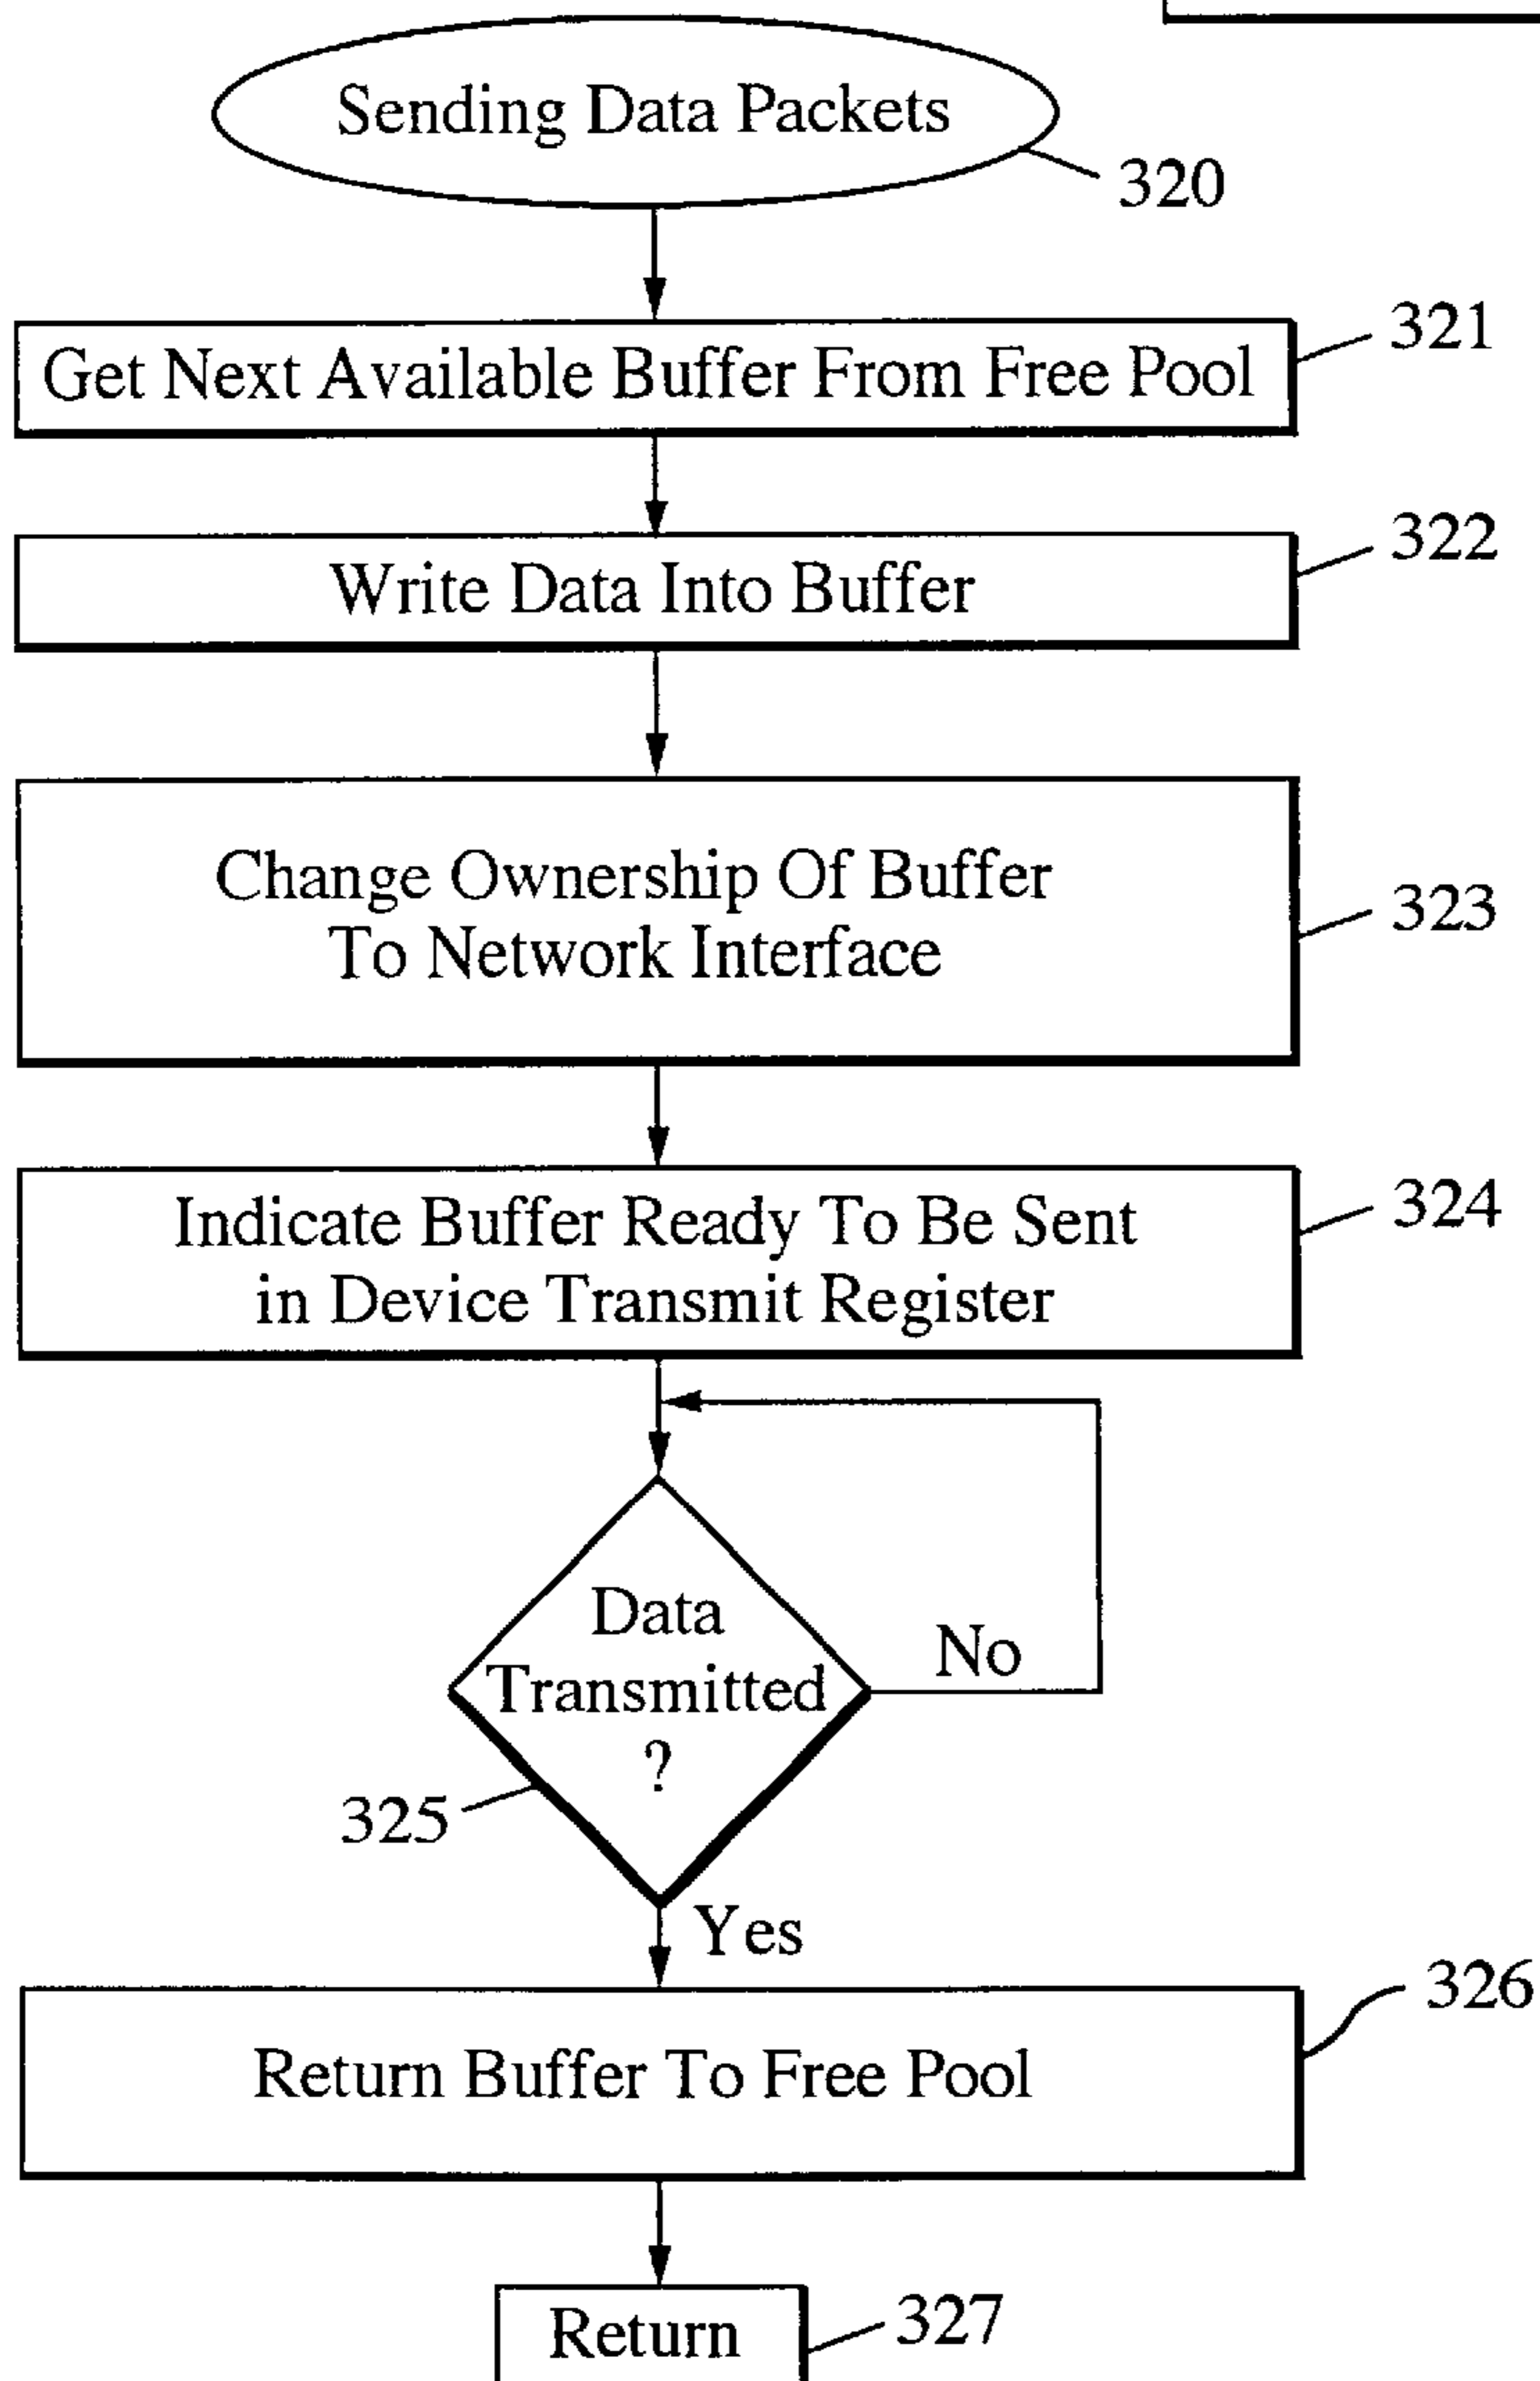 Sending Data Packets
320
Get Next Available Buffer From Free Pool
321
Write Data Into Buffer
322
Change Ownership Of Buffer
To Network Interface
323
Indicate Buffer Ready To Be Sent
in Device Transmit Register
324
Data
Transmitted
?
No
325
Yes
Return Buffer To Free Pool
326
Return
327